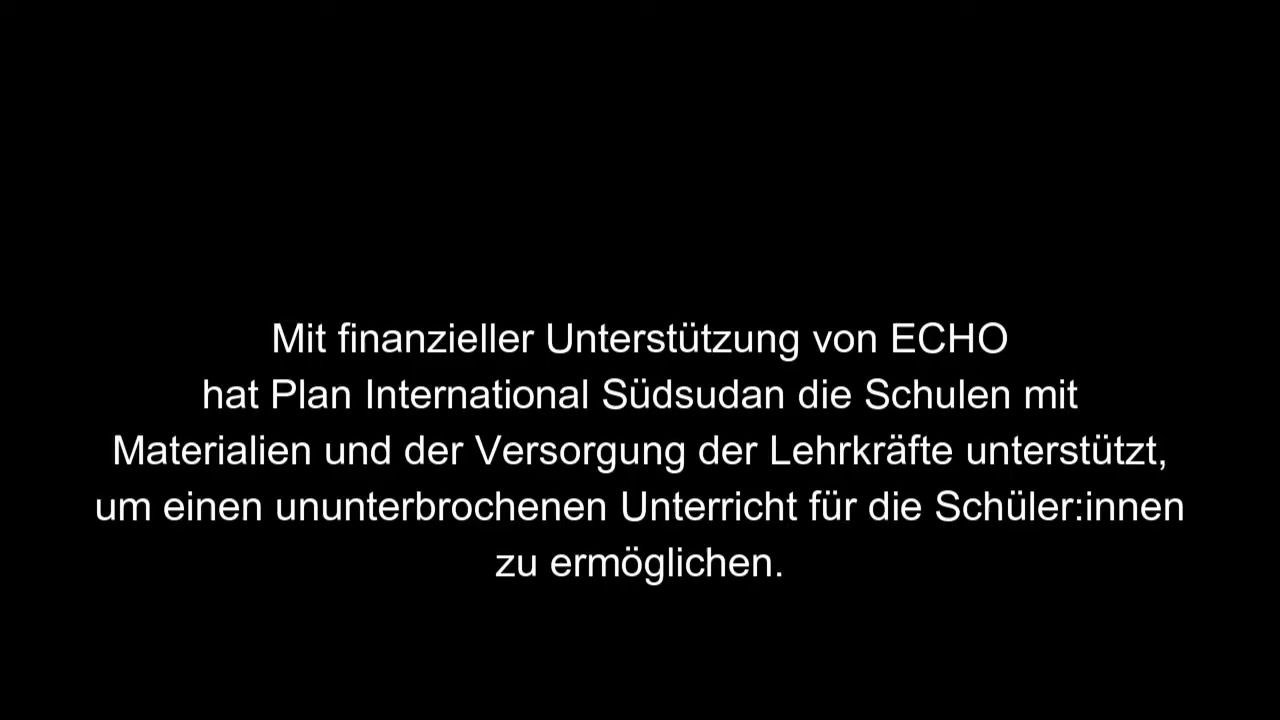 Mit finanzieller Unterstützung von ECHO
hat Plan International Südsudan die Schulen mit
Materialien und der Versorgung der Lehrkräfte unterstützt,
um einen ununterbrochenen Unterricht für die Schüler:innen
zu ermöglichen.